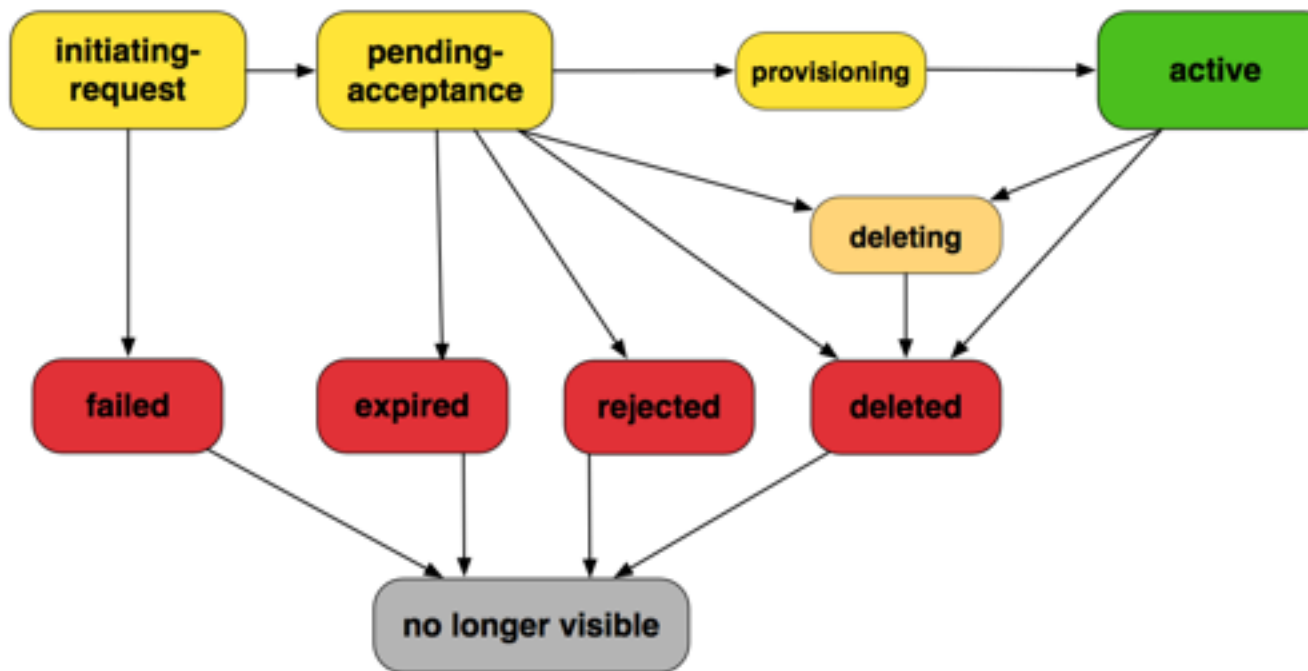 initiating-
request
pending-
acceptance
provisioning
active
deleting
failed
expired
rejected
deleted
no longer visible